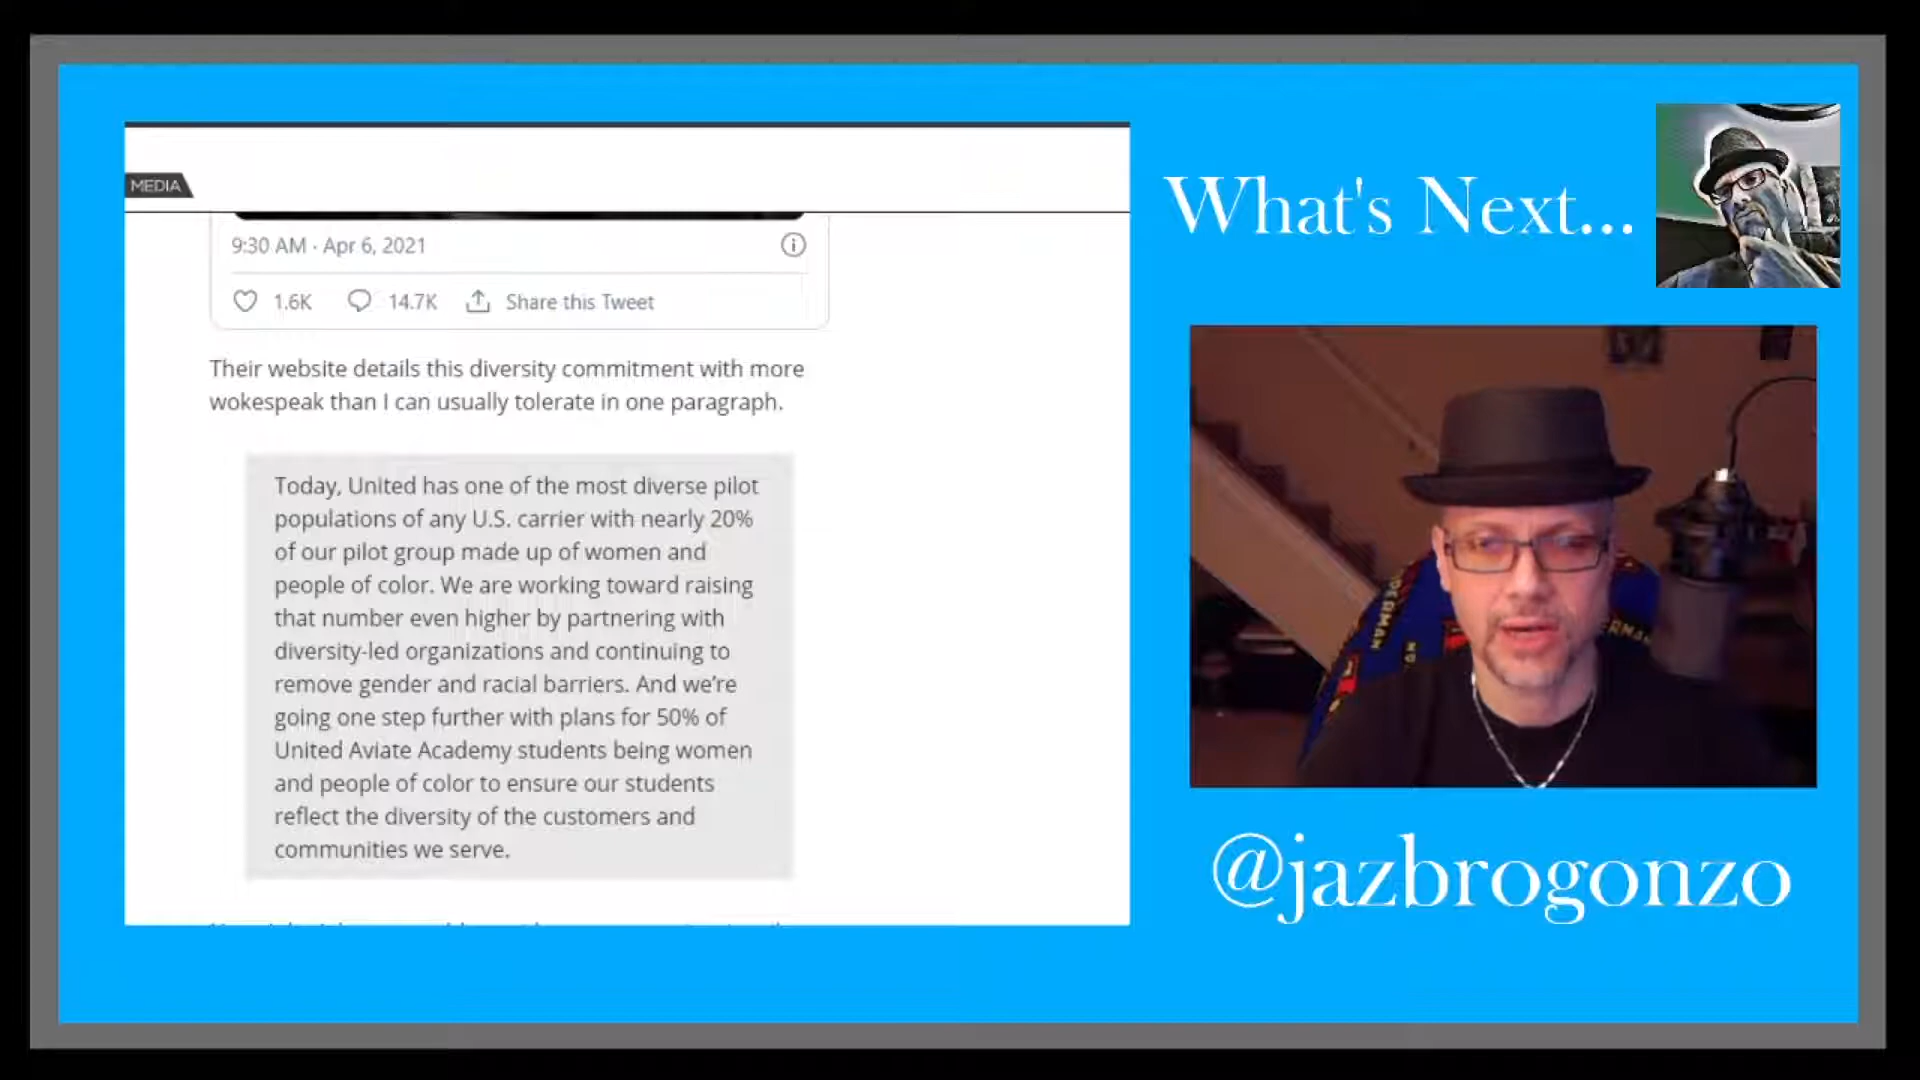 MEDIA
9:30 AM · Apr 6, 2021
1.6K 14.7K Share this Tweet
Their website details this diversity commitment with more
wokespeak than I can usually tolerate in one paragraph.
Today, United has one of the most diverse pilot
populations of any U.S. carrier with nearly 20%
of our pilot group made up of women and
people of color. We are working toward raising
that number even higher by partnering with
diversity-led organizations and continuing to
remove gender and racial barriers. And we're
going one step further with plans for 50% of
United Aviate Academy students being women
and people of color to ensure our students
reflect the diversity of the customers and
communities we serve.
What's Next...
@jazbrogonzo